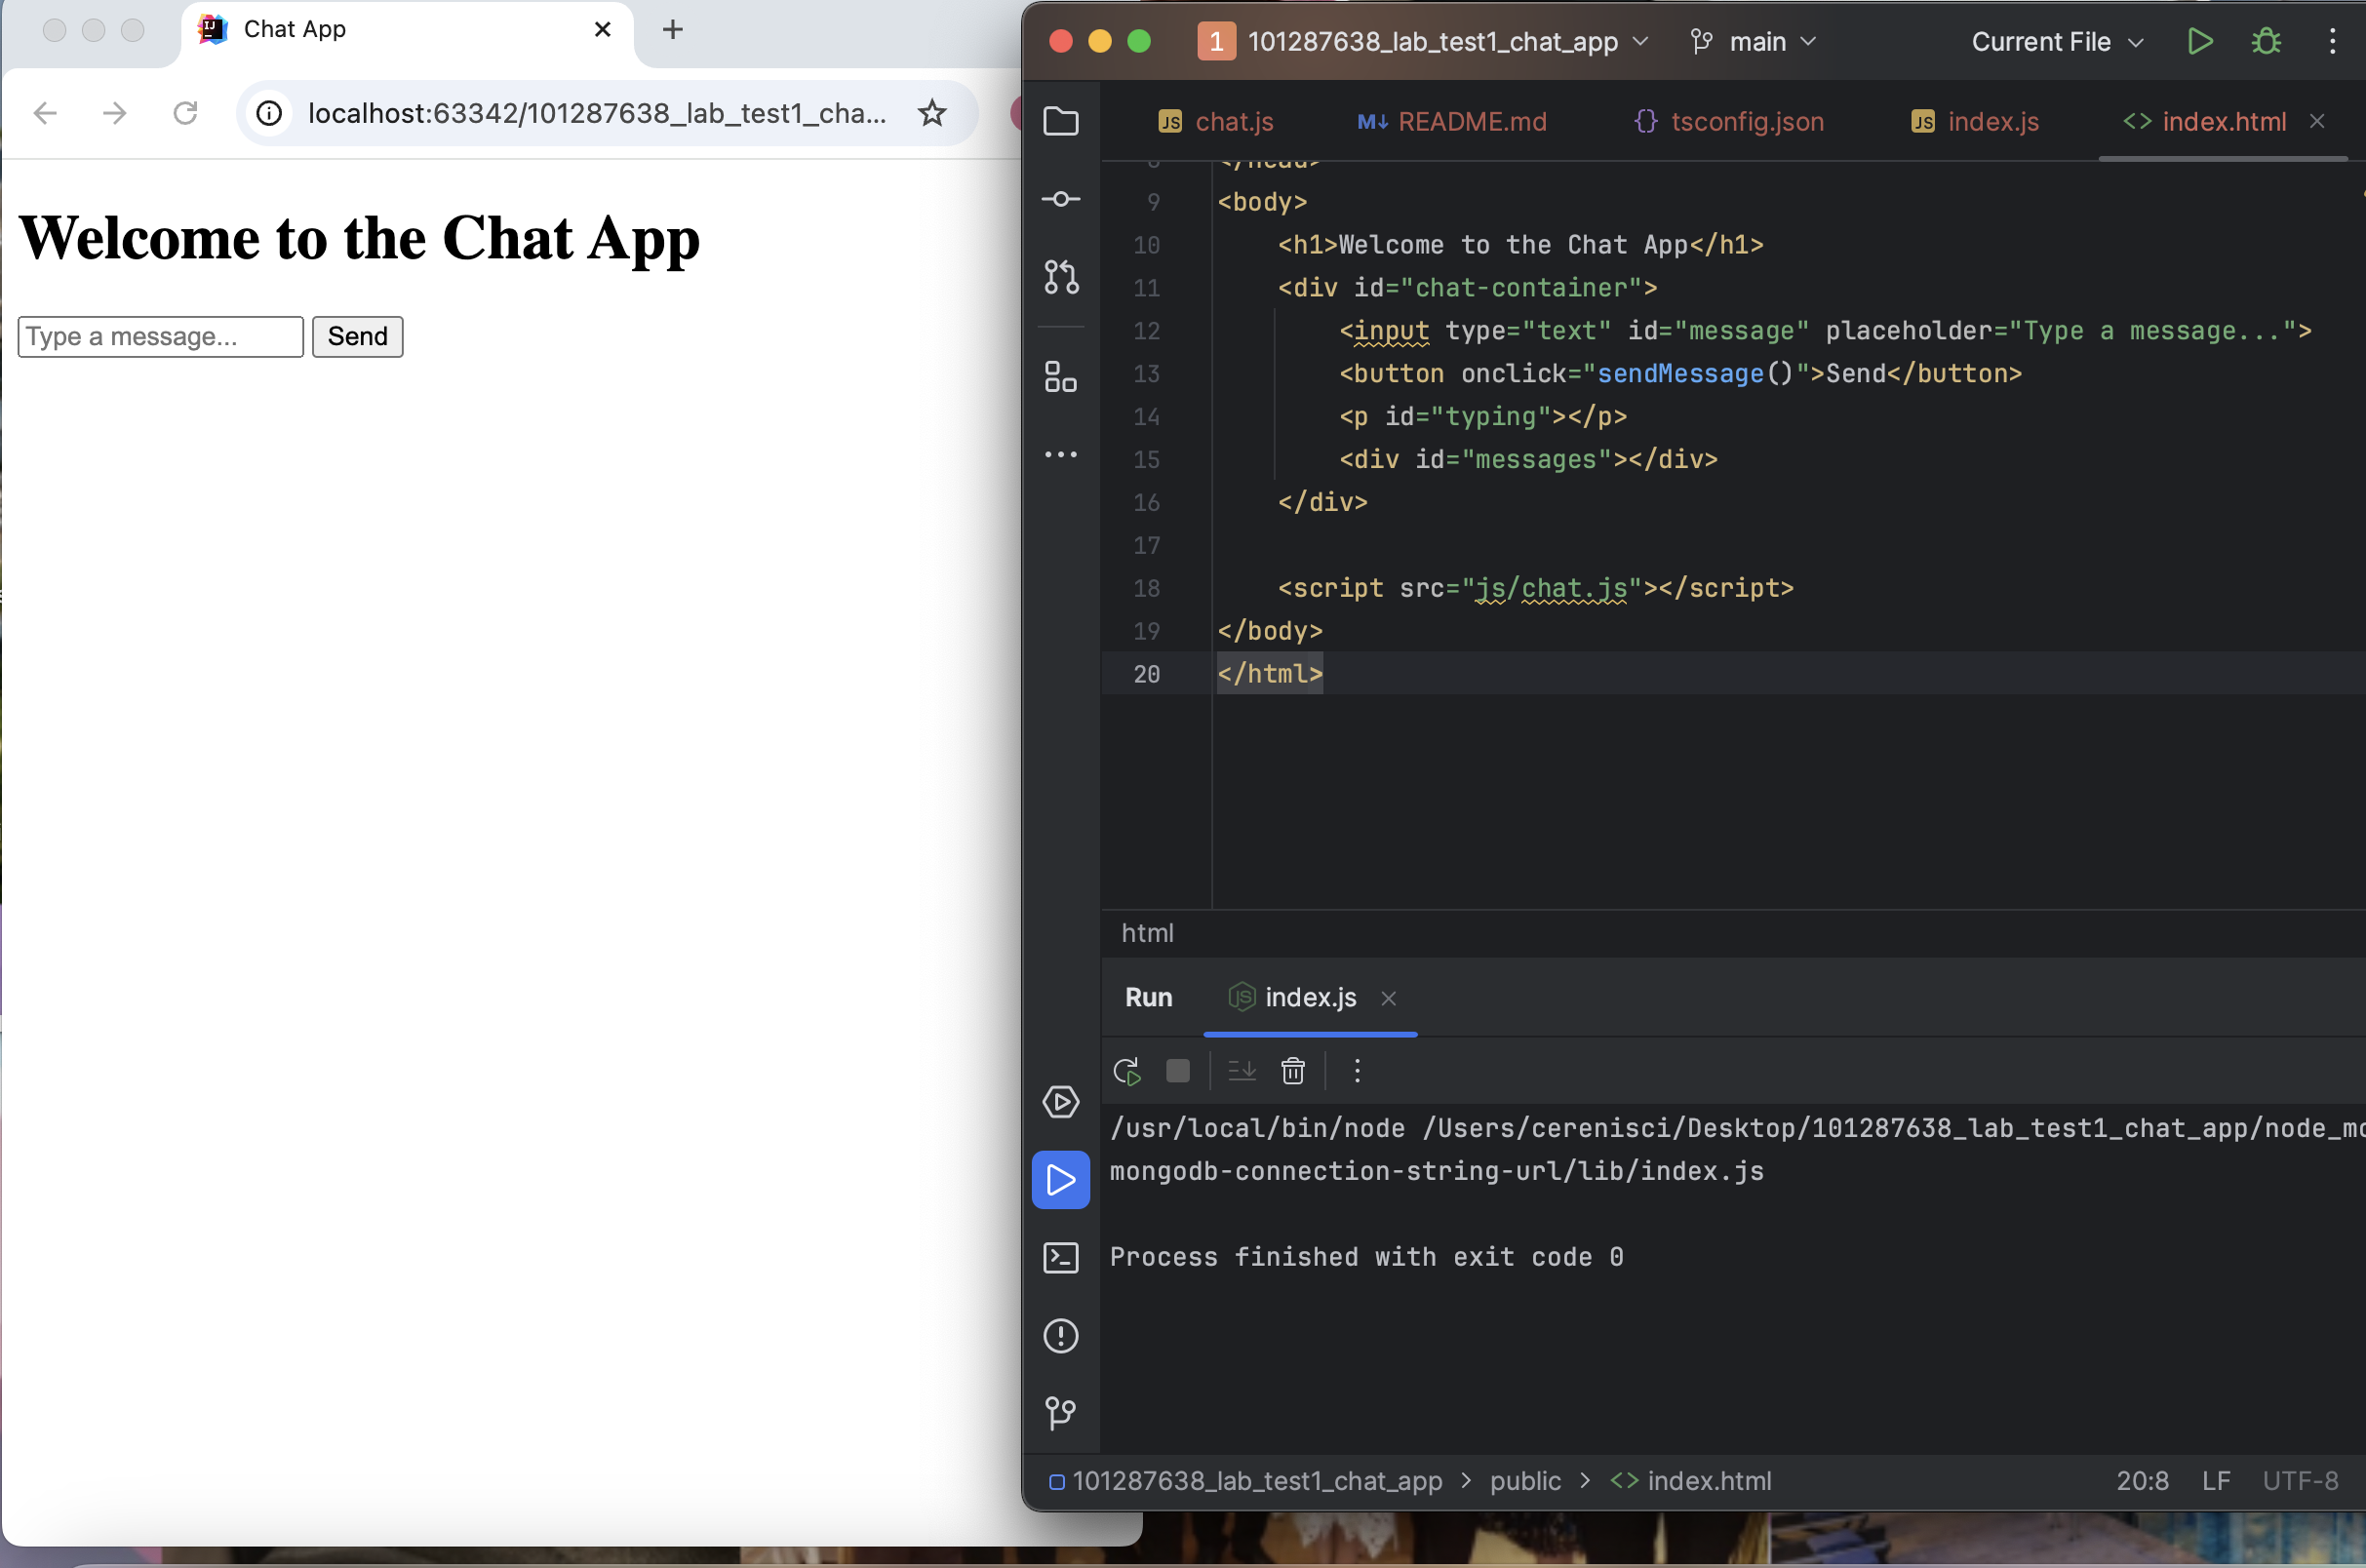 Chat App
localhost:63342/101287638_lab_test1_cha...
Welcome to the Chat App
Type a message...
Send
1 101287638_lab_test1_chat_app
main
Current File
JS chat.js
M↓ README.md
{} tsconfig.json
JS index.js
<> index.html
8 </head>
9 <body>
10 <h1>Welcome to the Chat App</h1>
11 <div id="chat-container">
12 <input type="text" id="message" placeholder="Type a message...">
13 <button onclick="sendMessage()">Send</button>
14 <p id="typing"></p>
15 <div id="messages"></div>
16 </div>
17
18 <script src="js/chat.js"></script>
19 </body>
20 </html>
html
Run
JS index.js
/usr/local/bin/node /Users/cerenisci/Desktop/101287638_lab_test1_chat_app/node_mo
mongodb-connection-string-url/lib/index.js
Process finished with exit code 0
101287638_lab_test1_chat_app > public > <> index.html
20:8 LF UTF-8